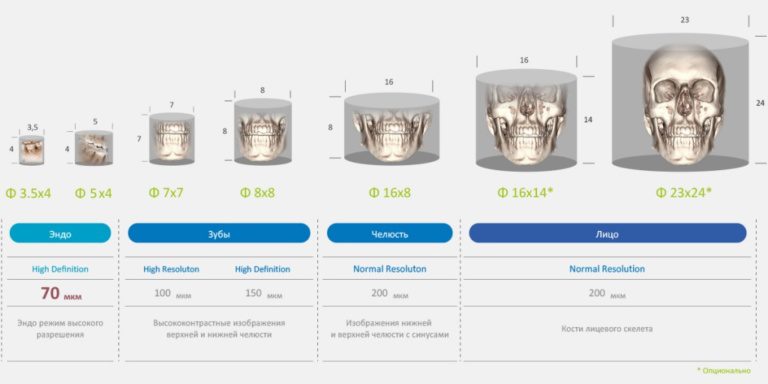 23
16
24
16
8
14
7
5
3,5
8
8
7
4
4
Ф 3.5x4
Ф 5x4
Ф 7x7
Ф 8x8
Ф 16x8
Ф 16x14*
Ф 23x24*
Эндо
Зубы
Челюсть
Лицо
High Definition
High Resoluton
High Definition
Normal Resoluton
Normal Resolution
70 мкм
100 мкм
150 мкм
200 мкм
200 мкм
Эндо режим высокого
разрешения
Высококонтрастные изображения
верхней и нижней челюсти
Изображения нижней
и верхней челюсти с синусами
Кости лицевого скелета
* Опционально